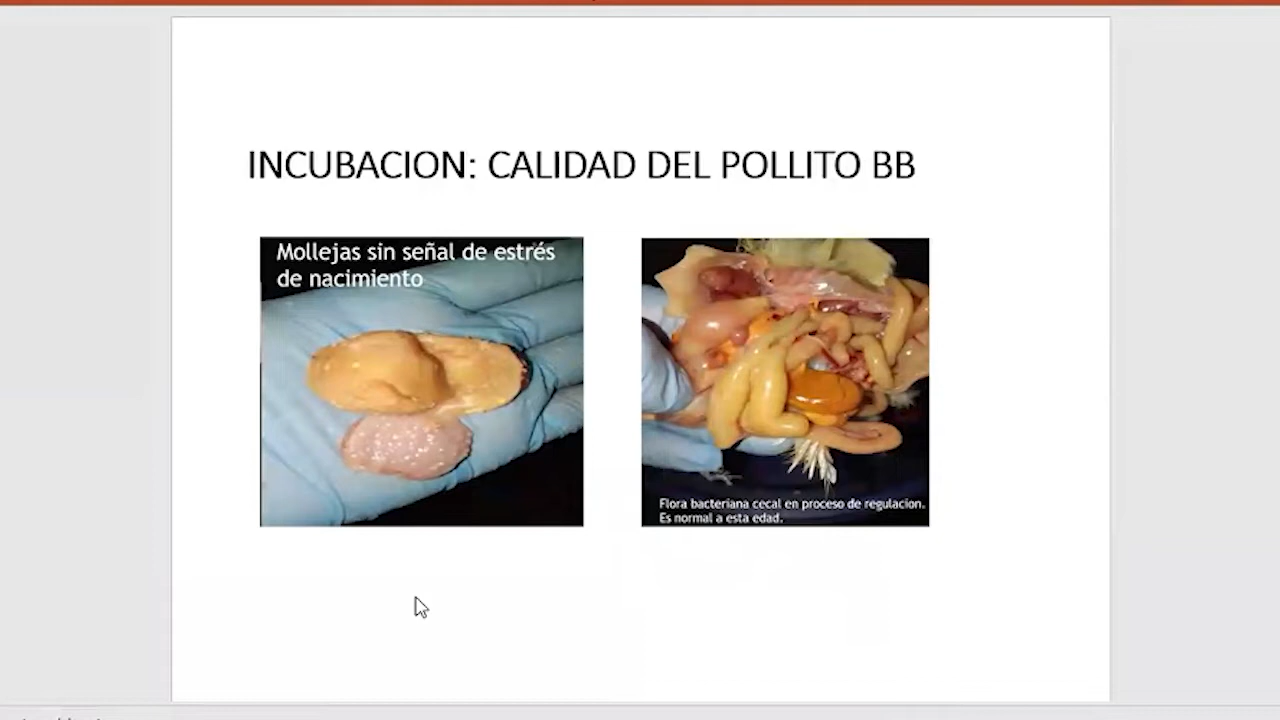 INCUBACION: CALIDAD DEL POLLITO BB
Mollejas sin señal de estrés
de nacimiento
Flora bacteriana cecal en proceso de regulacion.
Es normal a esta edad.